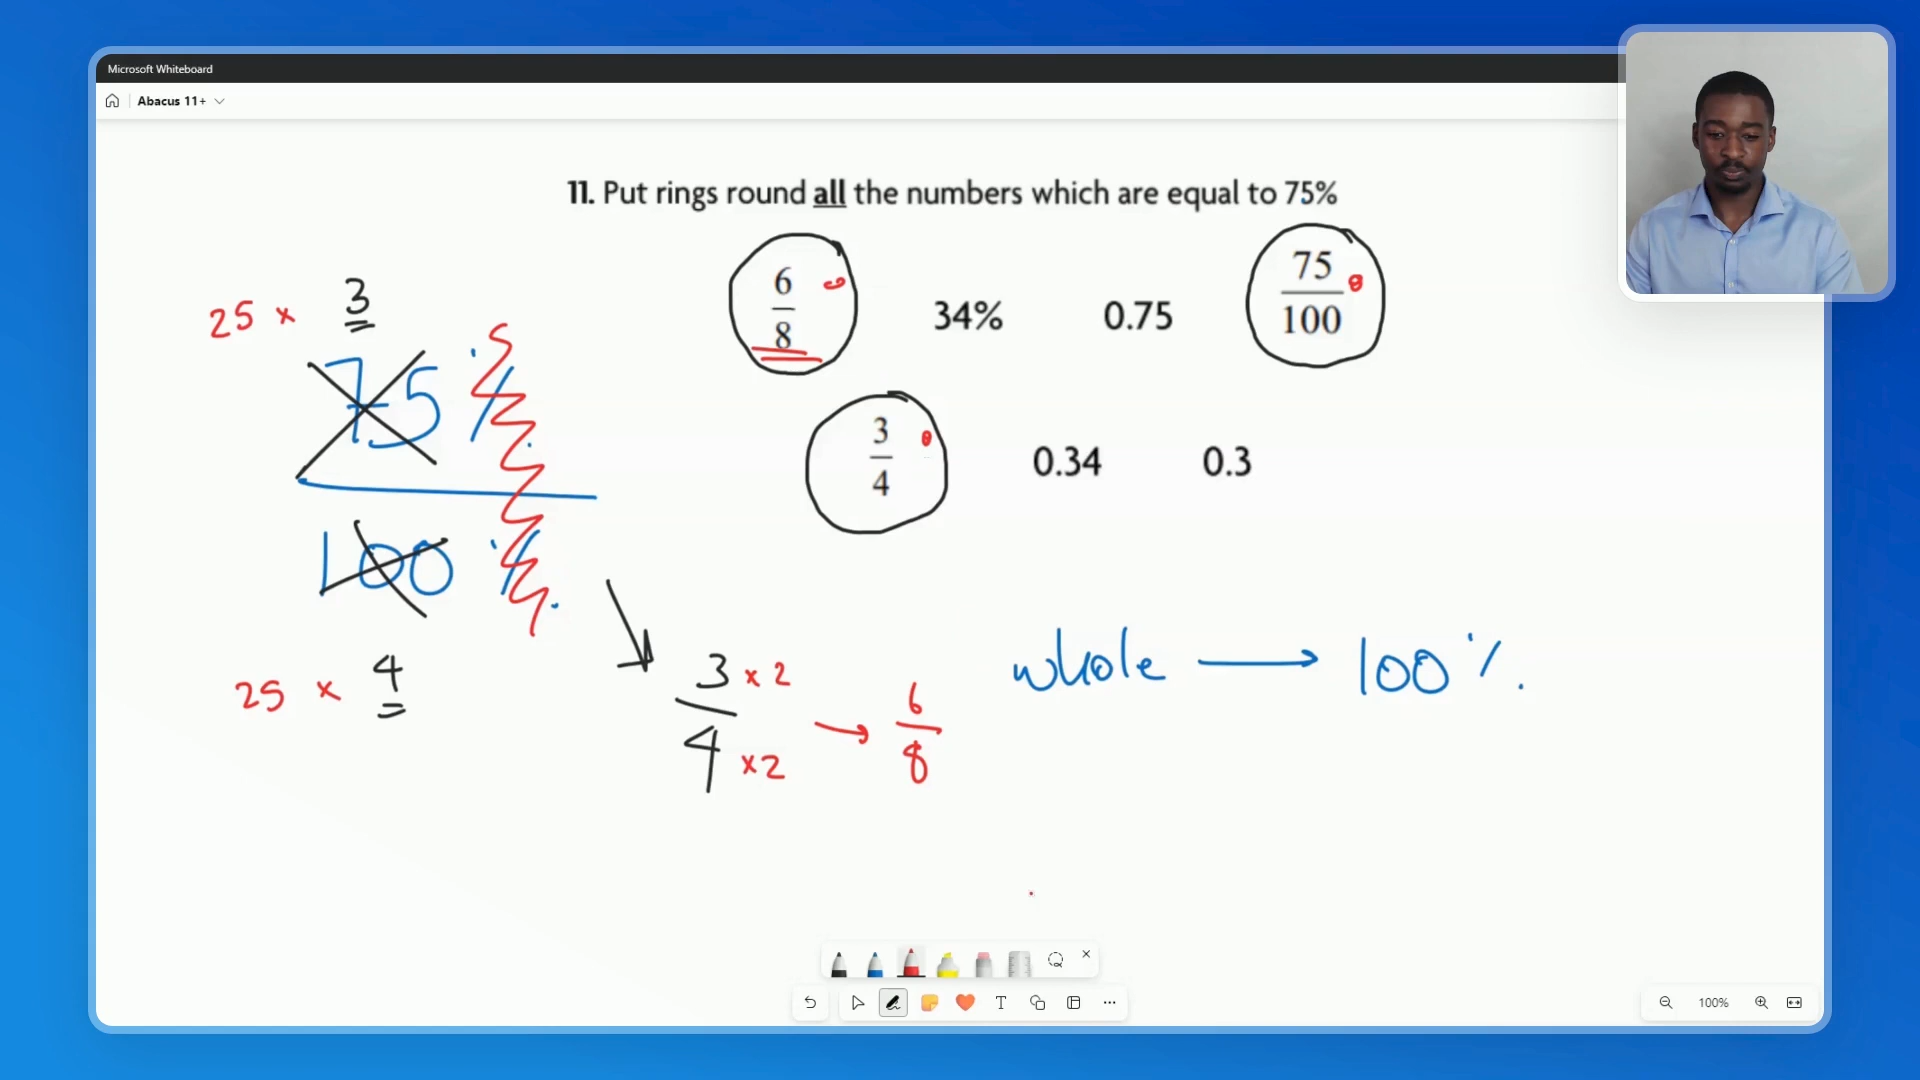 Microsoft Whiteboard
Abacus 11+
11. Put rings round all the numbers which are equal to 75%
6
8
34%
0.75
75
100
3
4
0.34
0.3
25 × 3
75 %
100 %
25 × 4
3 × 2
4 × 2
→ 6
8
whole → 100%
T
100%